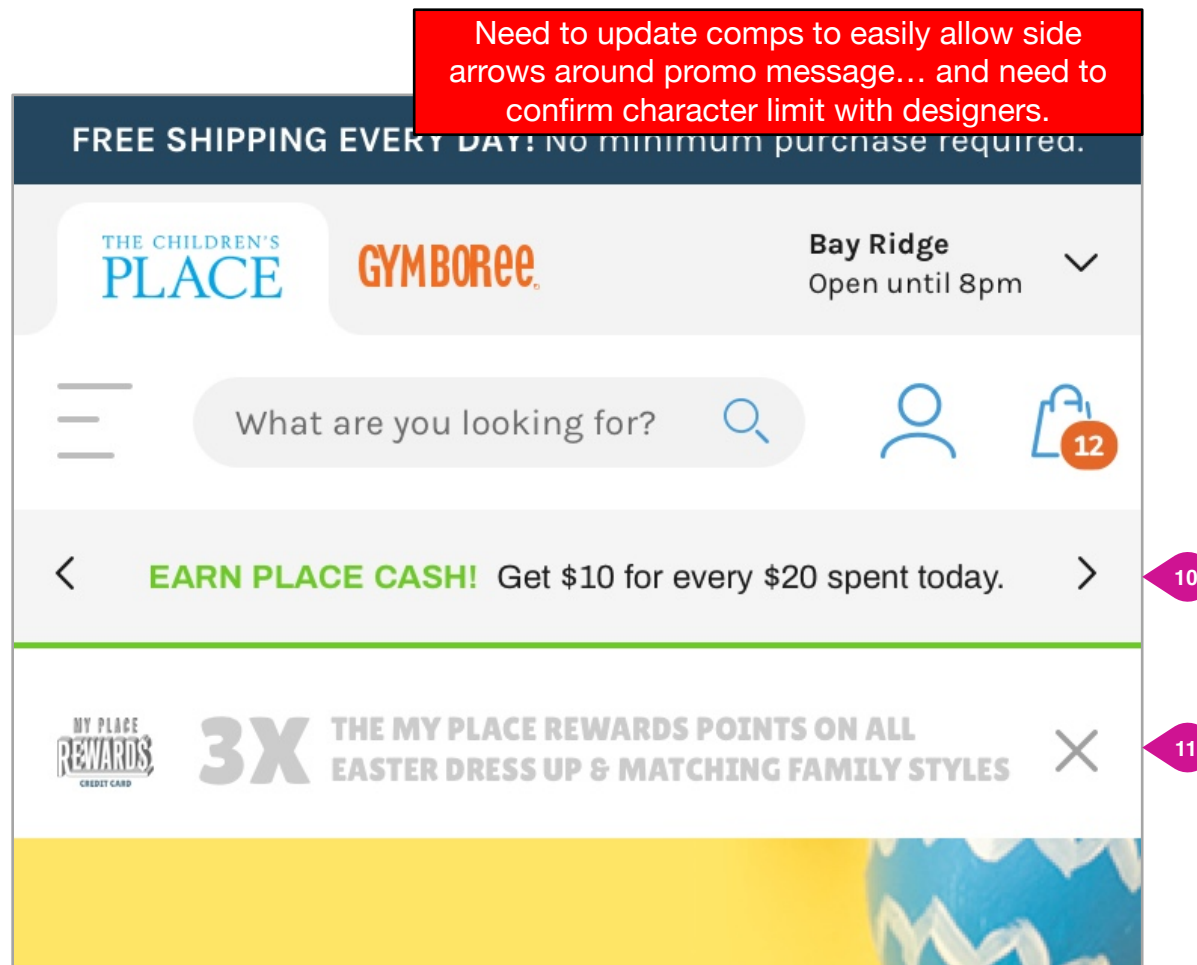 Need to update comps to easily allow side
arrows around promo message… and need to
confirm character limit with designers.
FREE SHIPPING EVERY DAY! No minimum purchase required.
THE CHILDREN'S
PLACE
GYMBOREE
Bay Ridge
Open until 8pm
What are you looking for?
12
EARN PLACE CASH! Get $10 for every $20 spent today.
10
MY PLACE
REWARDS
CREDIT CARD
3X
THE MY PLACE REWARDS POINTS ON ALL
EASTER DRESS UP & MATCHING FAMILY STYLES
11